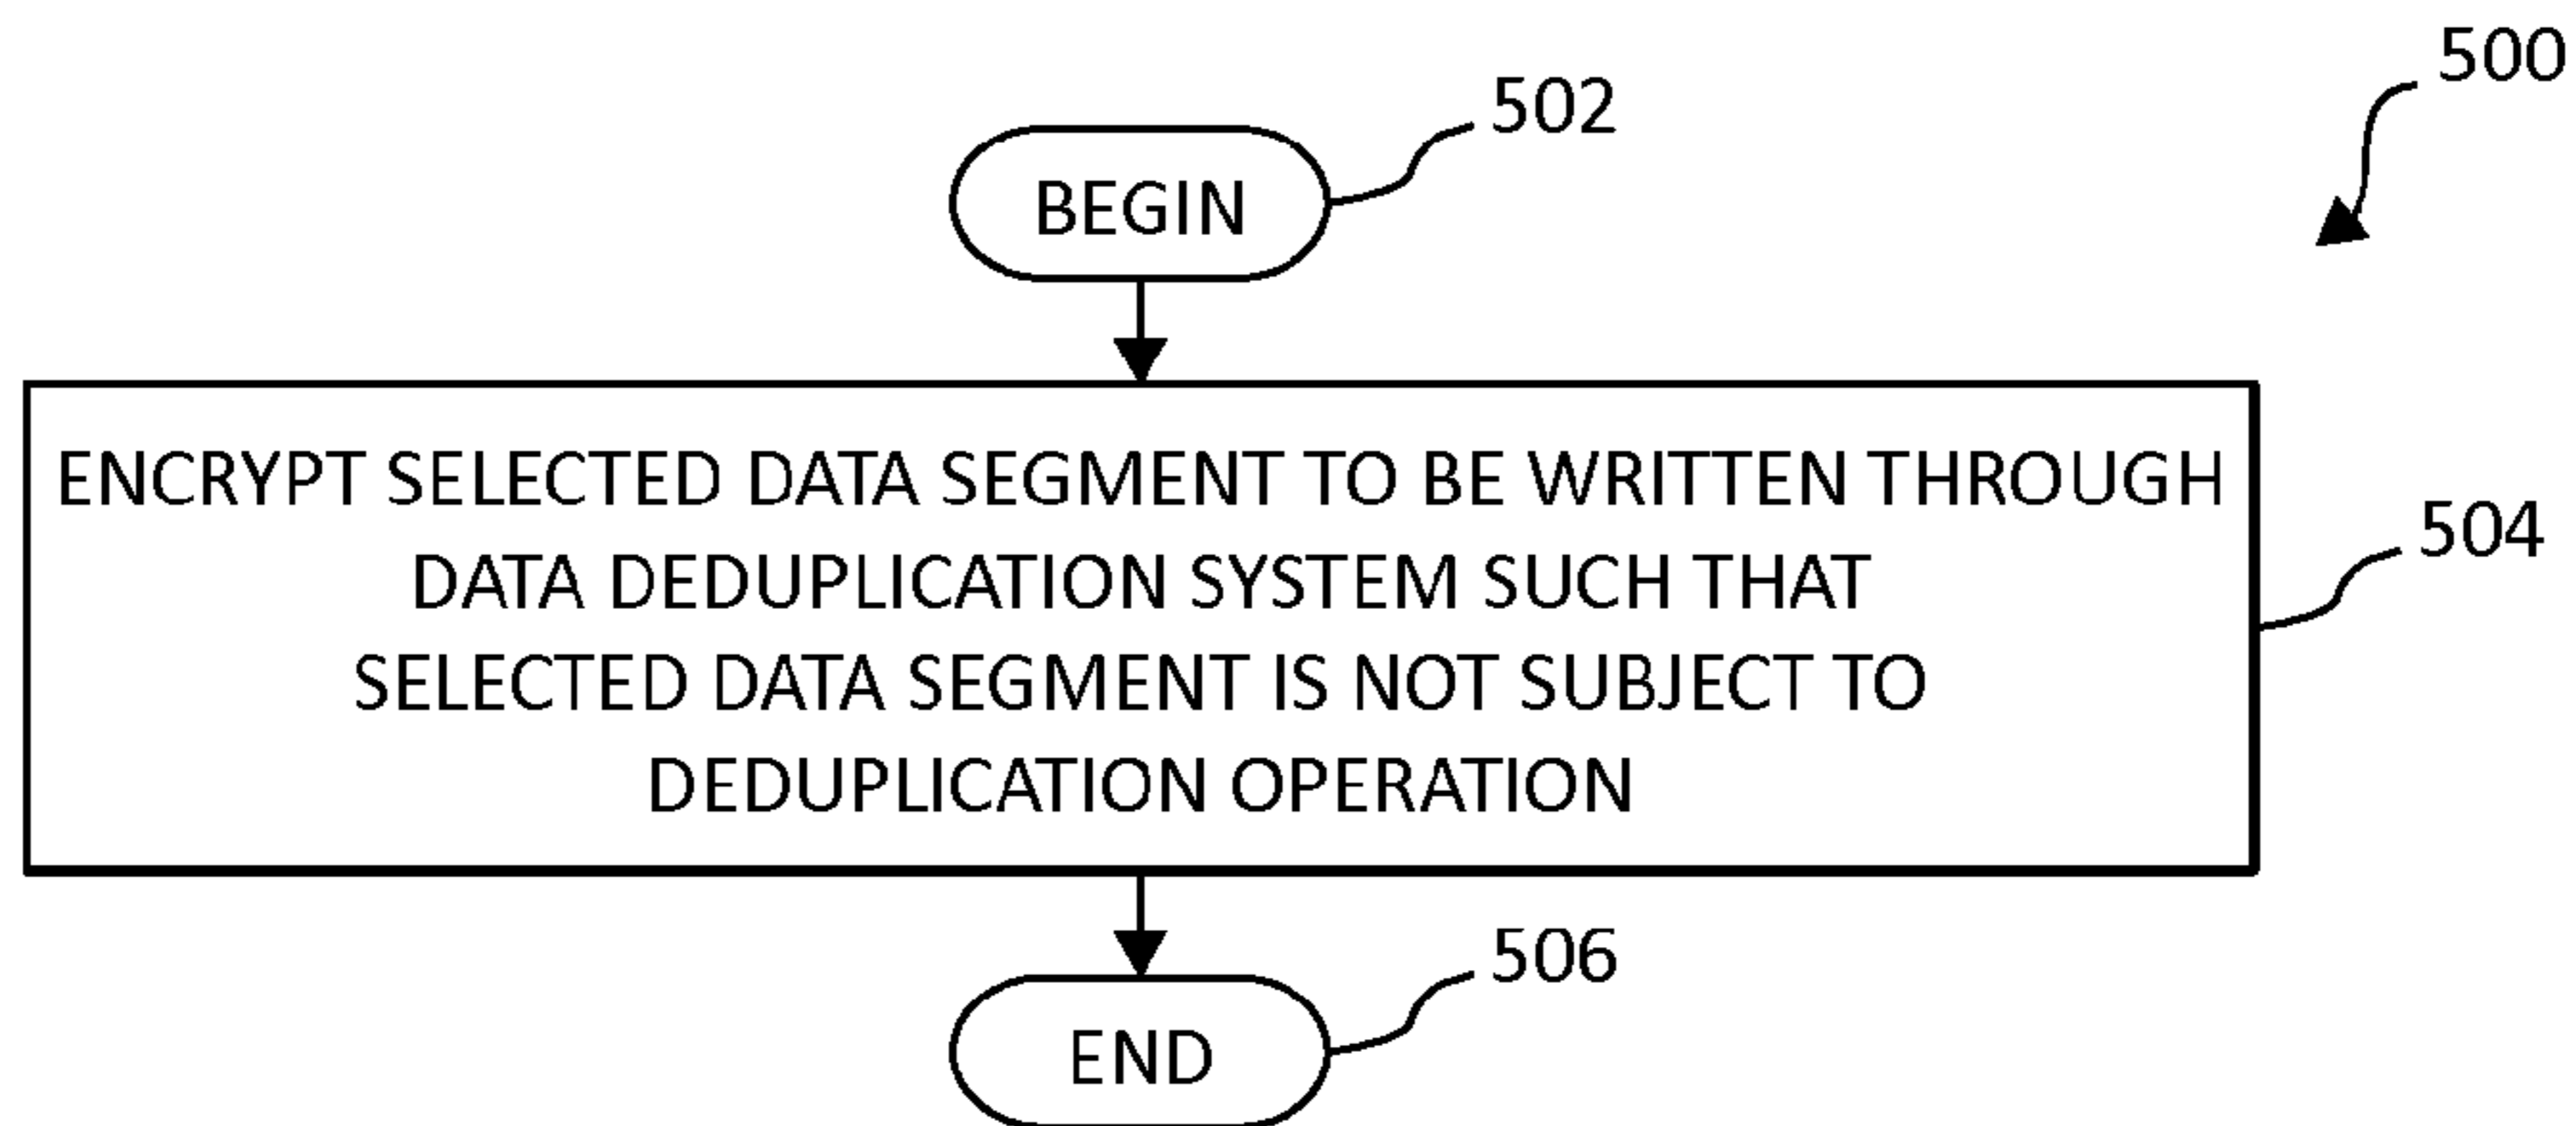 500
502
BEGIN
ENCRYPT SELECTED DATA SEGMENT TO BE WRITTEN THROUGH
DATA DEDUPLICATION SYSTEM SUCH THAT
SELECTED DATA SEGMENT IS NOT SUBJECT TO
DEDUPLICATION OPERATION
504
506
END